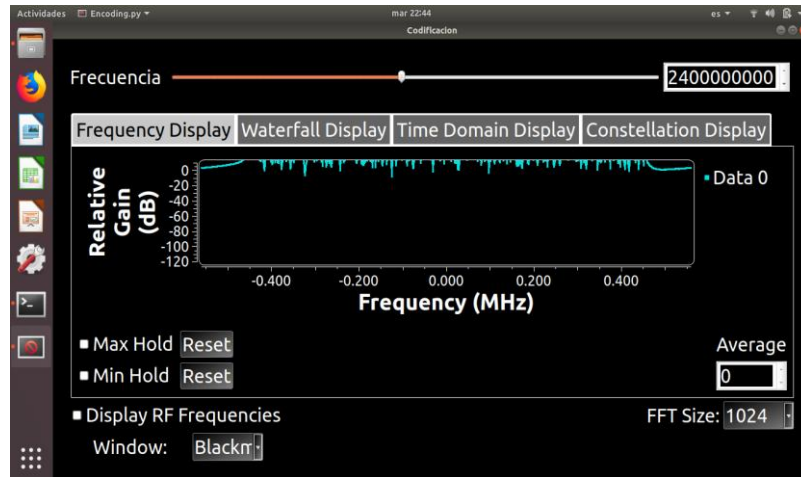 Actividades Encoding.py mar 22:44 es
Codificacion
Frecuencia 2400000000
Frequency Display Waterfall Display Time Domain Display Constellation Display
Relative Gain (dB)
0
-20
-40
-60
-80
-100
-120
Data 0
-0.400 -0.200 0.000 0.200 0.400
Frequency (MHz)
Max Hold Reset Average
Min Hold Reset 0
Display RF Frequencies FFT Size: 1024
Window: Blackm